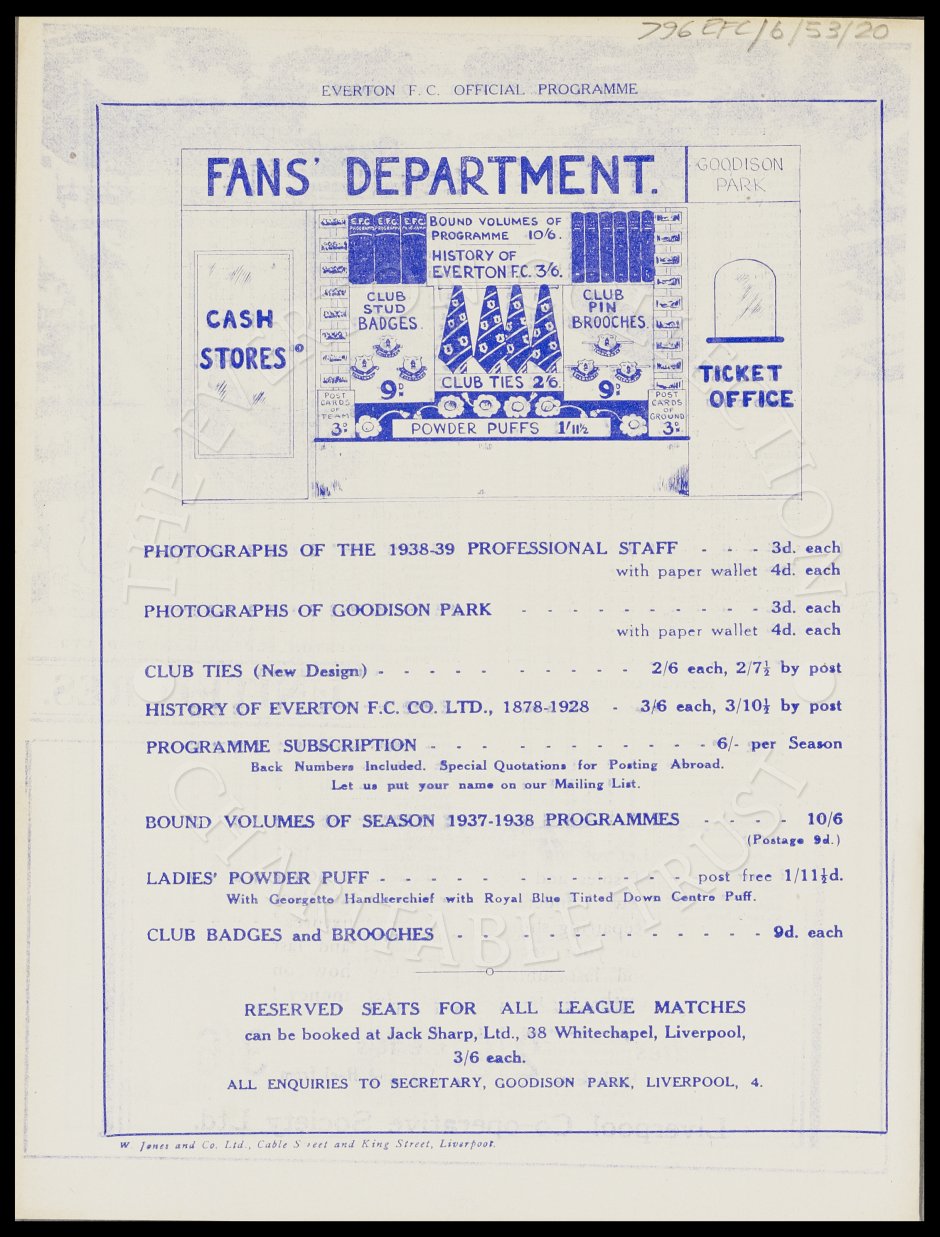 796 EFC/6/53/20
EVERTON F. C. OFFICIAL PROGRAMME
FANS' DEPARTMENT.
GOODISON
PARK
CASH
STORES
E.F.C. E.F.C. E.F.C.
BOUND VOLUMES OF
PROGRAMME 10/6.
HISTORY OF
EVERTON F.C. 3/6.
CLUB
STUD
BADGES.
9D.
CLUB TIES 2/6
CLUB
PIN
BROOCHES.
9D.
POST
CARDS
OF
TEAM
3D.
POWDER PUFFS 1/11½
POST
CARDS
OF
GROUND
3D.
TICKET
OFFICE
PHOTOGRAPHS OF THE 1938-39 PROFESSIONAL STAFF - - - 3d. each
with paper wallet 4d. each
PHOTOGRAPHS OF GOODISON PARK - - - - - - - - - - 3d. each
with paper wallet 4d. each
CLUB TIES (New Design) - - - - - - - - - - 2/6 each, 2/7½ by post
HISTORY OF EVERTON F.C. CO. LTD., 1878-1928 - 3/6 each, 3/10½ by post
PROGRAMME SUBSCRIPTION - - - - - - - - - - - - 6/- per Season
Back Numbers Included. Special Quotations for Posting Abroad.
Let us put your name on our Mailing List.
BOUND VOLUMES OF SEASON 1937-1938 PROGRAMMES - - - - 10/6
(Postage 9d.)
LADIES' POWDER PUFF - - - - - - - - - - - - - post free 1/11½d.
With Georgette Handkerchief with Royal Blue Tinted Down Centre Puff.
CLUB BADGES and BROOCHES - - - - - - - - - - - - 9d. each
RESERVED SEATS FOR ALL LEAGUE MATCHES
can be booked at Jack Sharp, Ltd., 38 Whitechapel, Liverpool,
3/6 each.
ALL ENQUIRIES TO SECRETARY, GOODISON PARK, LIVERPOOL, 4.
W. Jones and Co. Ltd., Cable Street and King Street, Liverpool.
THE EVERTON COLLECTION
CHARITABLE TRUST